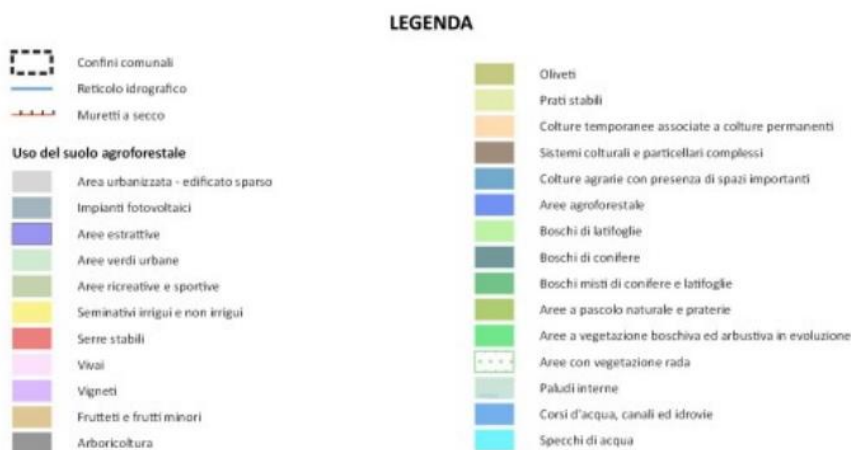 LEGENDA
Confini comunali
Reticolo idrografico
Muretti a secco
Uso del suolo agroforestale
Area urbanizzata - edificato sparso
Impianti fotovoltaici
Aree estrattive
Aree verdi urbane
Aree ricreative e sportive
Seminativi irrigui e non irrigui
Serre stabili
Vivai
Vigneti
Frutteti e frutti minori
Arboricoltura
Oliveti
Prati stabili
Colture temporanee associate a colture permanenti
Sistemi colturali e particellari complessi
Colture agrarie con presenza di spazi importanti
Aree agroforestale
Boschi di latifoglie
Boschi di conifere
Boschi misti di conifere e latifoglie
Aree a pascolo naturale e praterie
Aree a vegetazione boschiva ed arbustiva in evoluzione
Aree con vegetazione rada
Paludi interne
Corsi d'acqua, canali ed idrovie
Specchi di acqua